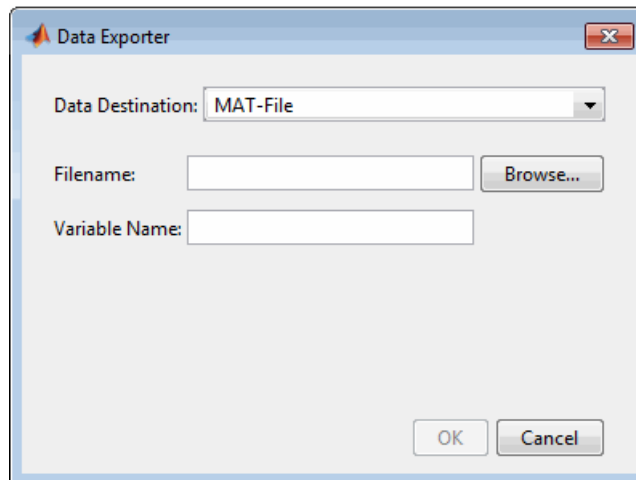 Data Exporter
Data Destination: MAT-File
Filename: Browse...
Variable Name:
OK Cancel